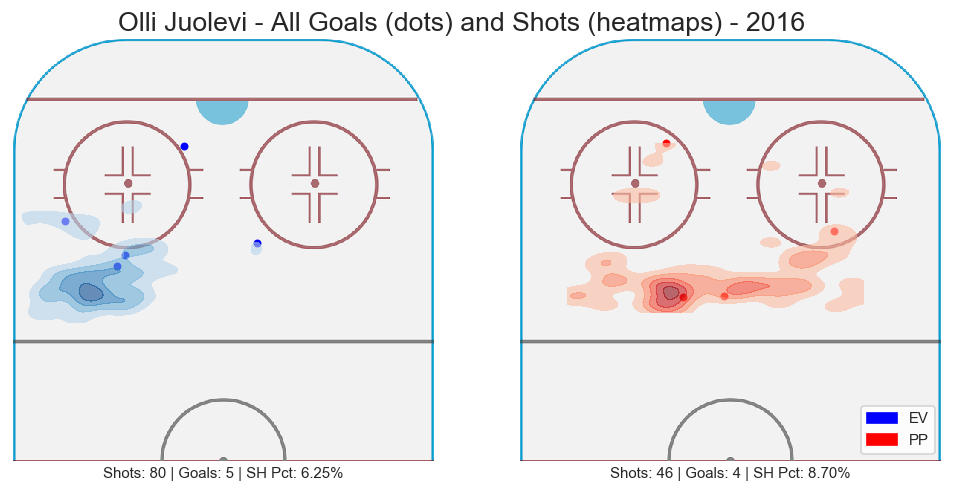 Olli Juolevi - All Goals (dots) and Shots (heatmaps) - 2016
EV
PP
Shots: 80 | Goals: 5 | SH Pct: 6.25%
Shots: 46 | Goals: 4 | SH Pct: 8.70%